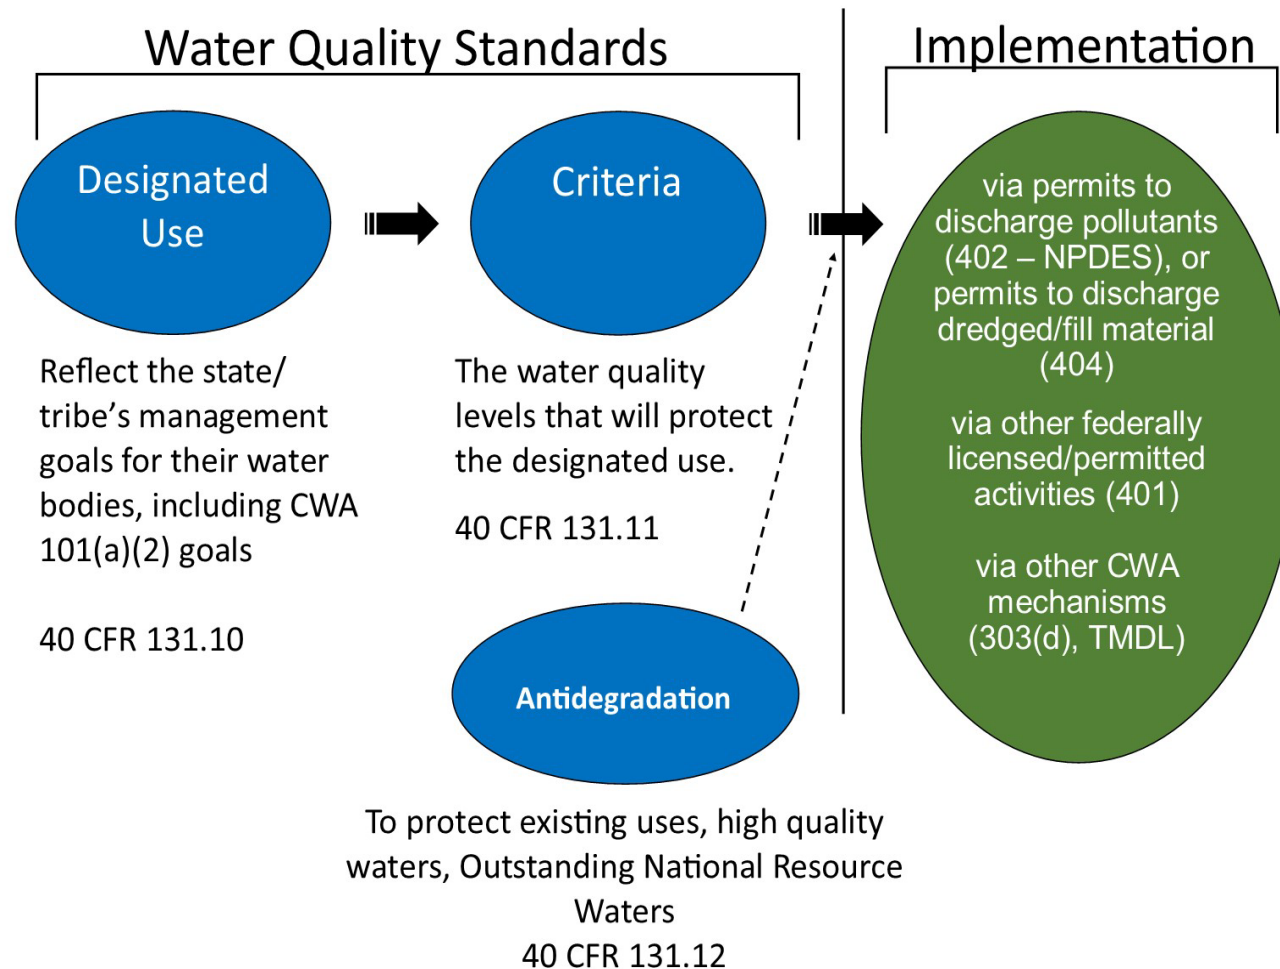 Water Quality Standards
Implementation
Designated
Use
Criteria
Reflect the state/
tribe’s management
goals for their water
bodies, including CWA
101(a)(2) goals
40 CFR 131.10
The water quality
levels that will protect
the designated use.
40 CFR 131.11
Antidegradation
To protect existing uses, high quality
waters, Outstanding National Resource
Waters
40 CFR 131.12
via permits to
discharge pollutants
(402 – NPDES), or
permits to discharge
dredged/fill material
(404)
via other federally
licensed/permitted
activities (401)
via other CWA
mechanisms
(303(d), TMDL)